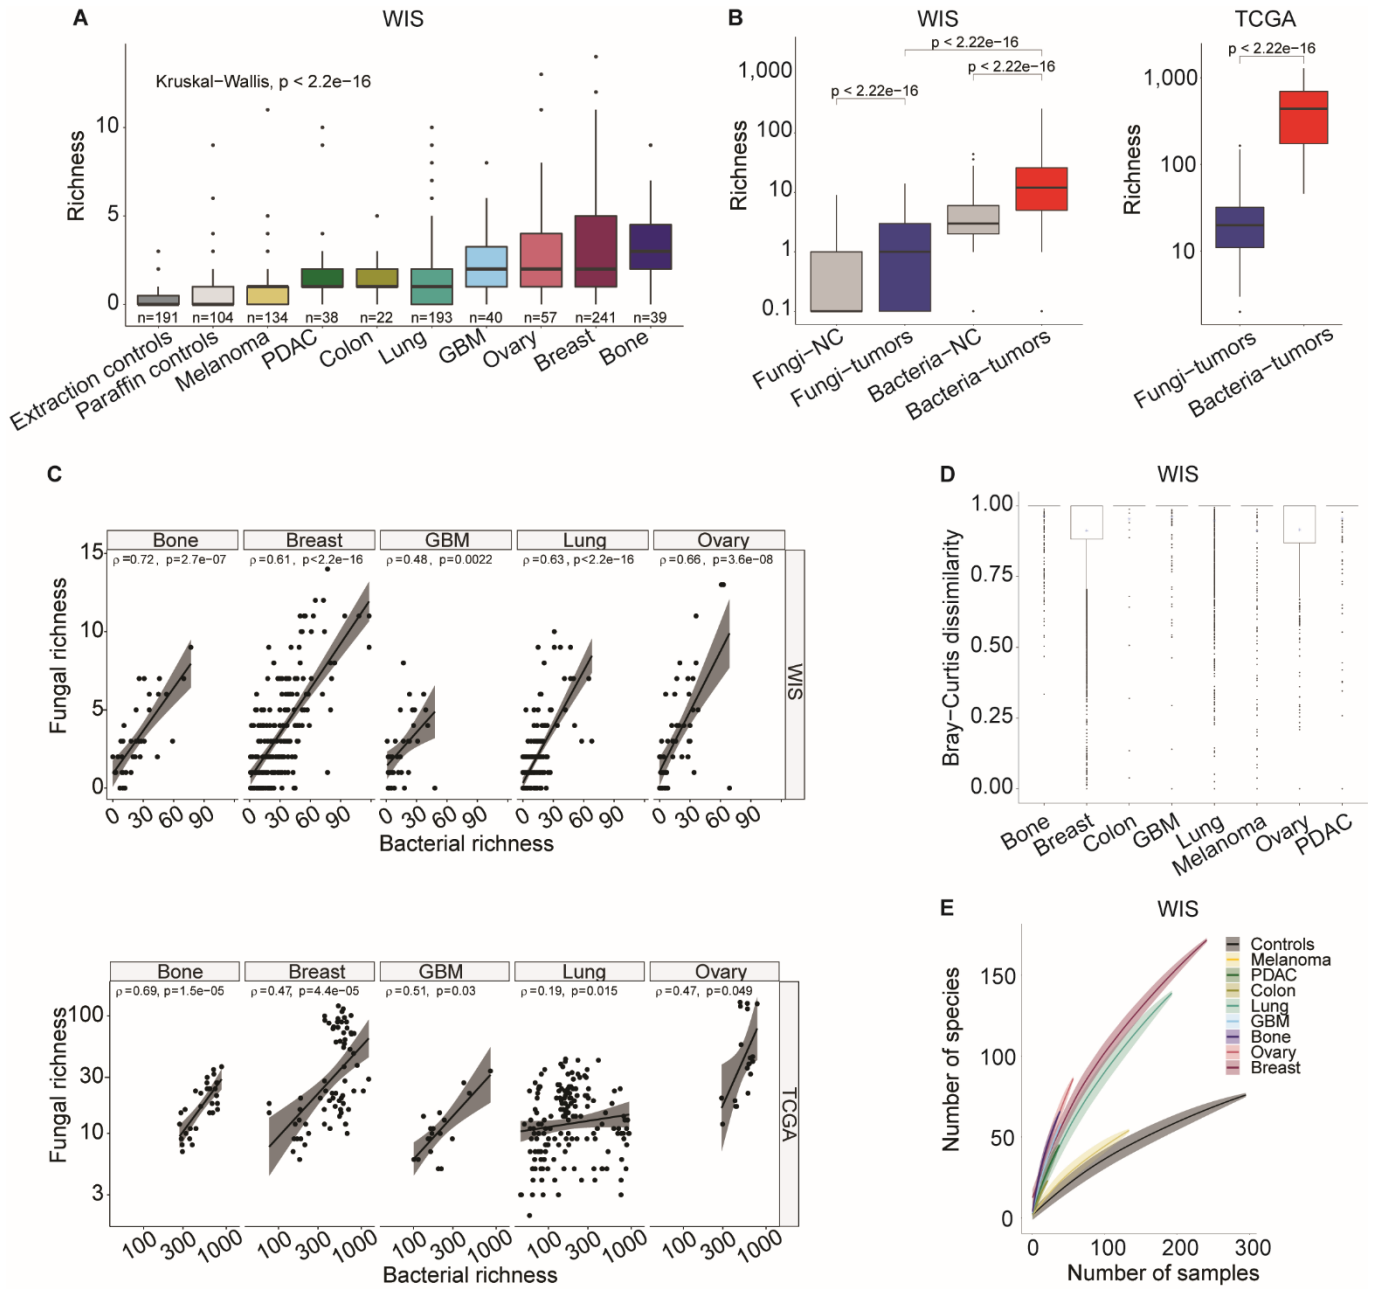 A
WIS
Kruskal-Wallis, p < 2.2e-16
Richness
10
5
0
n=191 n=104 n=134 n=38 n=22 n=193 n=40 n=57 n=241 n=39
Extraction controls Paraffin controls Melanoma PDAC Colon Lung GBM Ovary Breast Bone
B
WIS
p < 2.22e-16
p < 2.22e-16
p < 2.22e-16
Richness
1,000
100
10
1
0.1
Fungi-NC Fungi-tumors Bacteria-NC Bacteria-tumors
TCGA
p < 2.22e-16
Richness
1,000
100
10
Fungi-tumors Bacteria-tumors
C
Bone Breast GBM Lung Ovary
ρ=0.72, p=2.7e-07 ρ=0.61, p<2.2e-16 ρ=0.48, p=0.0022 ρ=0.63, p<2.2e-16 ρ=0.66, p=3.6e-08
Fungal richness
15
10
5
0
WIS
0 30 60 90 0 30 60 90 0 30 60 90 0 30 60 90 0 30 60 90
Bacterial richness
Bone Breast GBM Lung Ovary
ρ=0.69, p=1.5e-05 ρ=0.47, p=4.4e-05 ρ=0.51, p=0.03 ρ=0.19, p=0.015 ρ=0.47, p=0.049
Fungal richness
100
30
10
3
TCGA
100 300 1000 100 300 1000 100 300 1000 100 300 1000 100 300 1000
Bacterial richness
D
WIS
Bray-Curtis dissimilarity
1.00
0.75
0.50
0.25
0.00
Bone Breast Colon GBM Lung Melanoma Ovary PDAC
E
WIS
Number of species
150
100
50
0
0 100 200 300
Number of samples
Controls
Melanoma
PDAC
Colon
Lung
GBM
Bone
Ovary
Breast